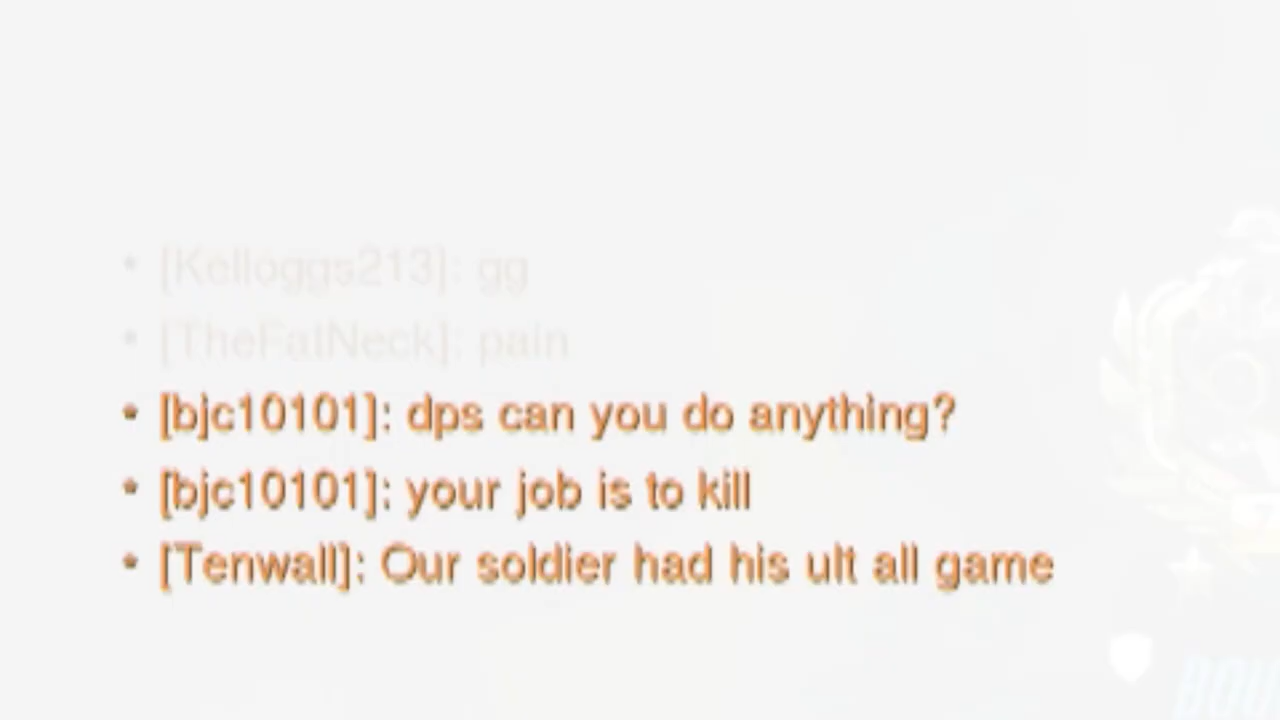 • [Kelloggs213]: gg
• [TheFatNeck]: pain
• [bjc10101]: dps can you do anything?
• [bjc10101]: your job is to kill
• [Tenwall]: Our soldier had his ult all game
BOU